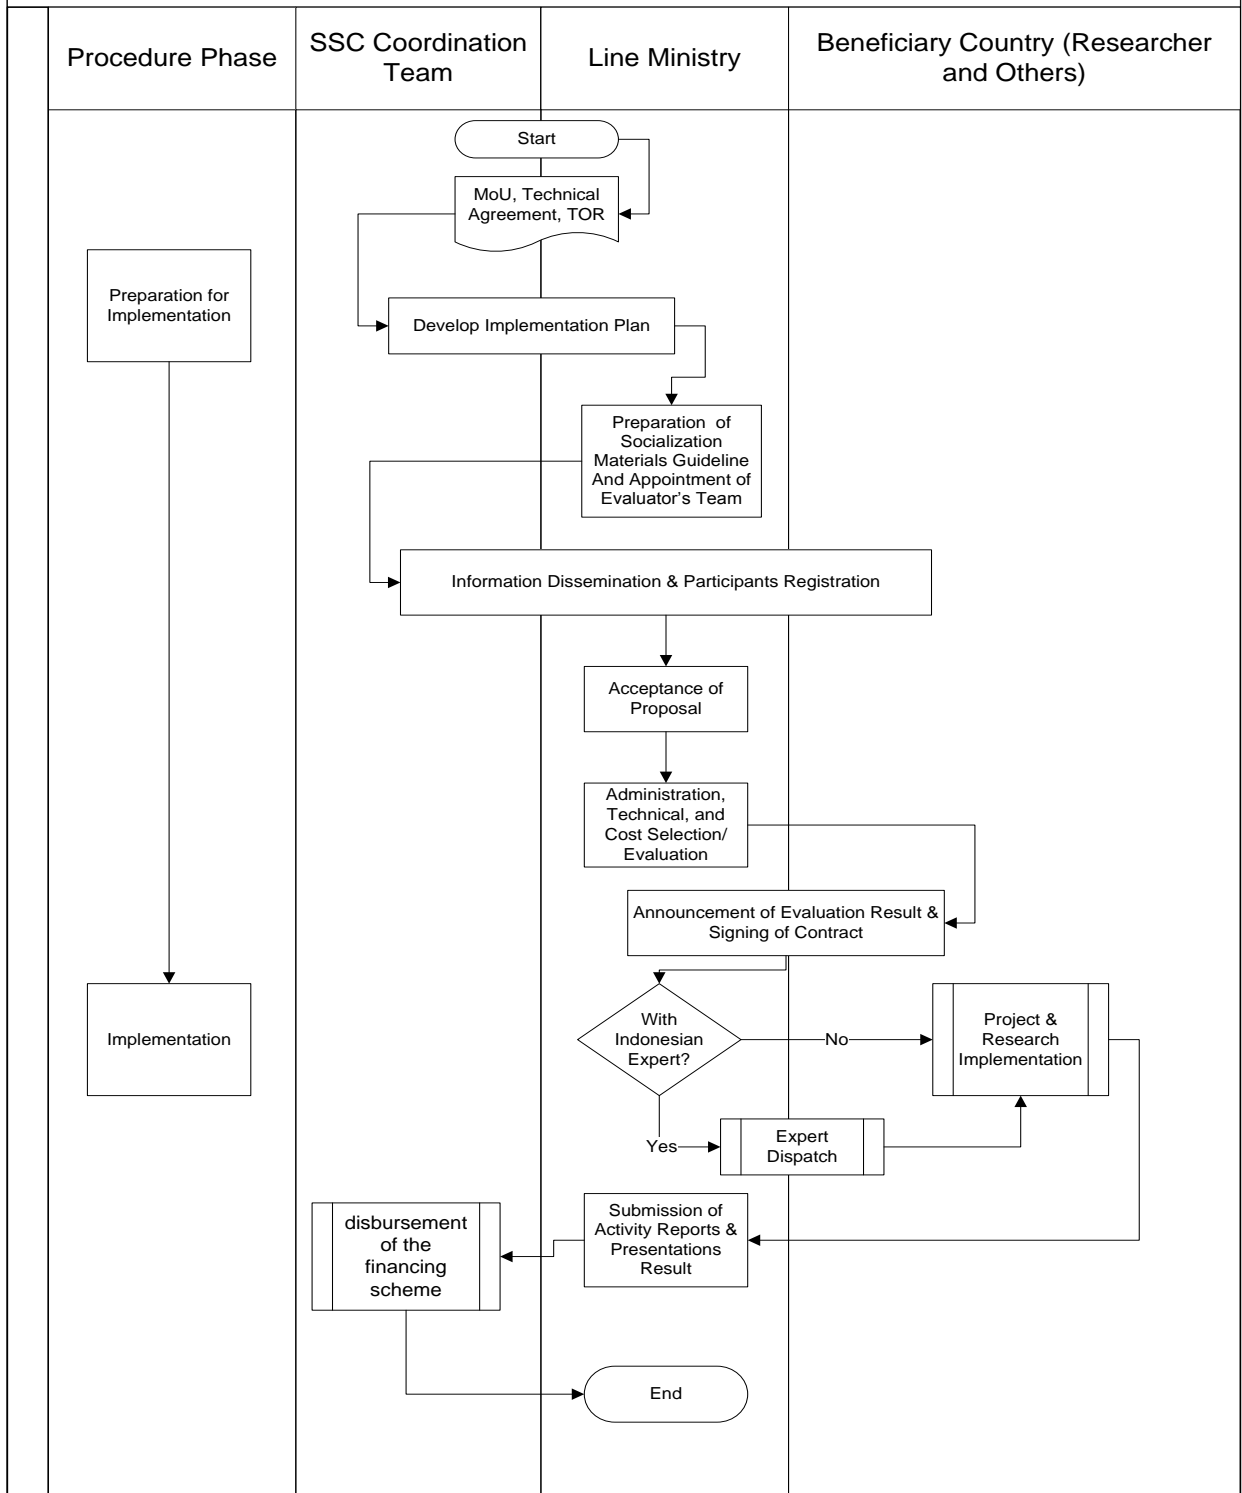 Procedure Phase
SSC Coordination
Team
Line Ministry
Beneficiary Country (Researcher
and Others)
Start
MoU, Technical
Agreement, TOR
Preparation for
Implementation
Develop Implementation Plan
Preparation of
Socialization
Materials Guideline
And Appointment of
Evaluator's Team
Information Dissemination & Participants Registration
Acceptance of
Proposal
Administration,
Technical, and
Cost Selection/
Evaluation
Announcement of Evaluation Result &
Signing of Contract
Implementation
With
Indonesian
Expert?
No
Project &
Research
Implementation
Yes
Expert
Dispatch
disbursement
of the
financing
scheme
Submission of
Activity Reports &
Presentations
Result
End